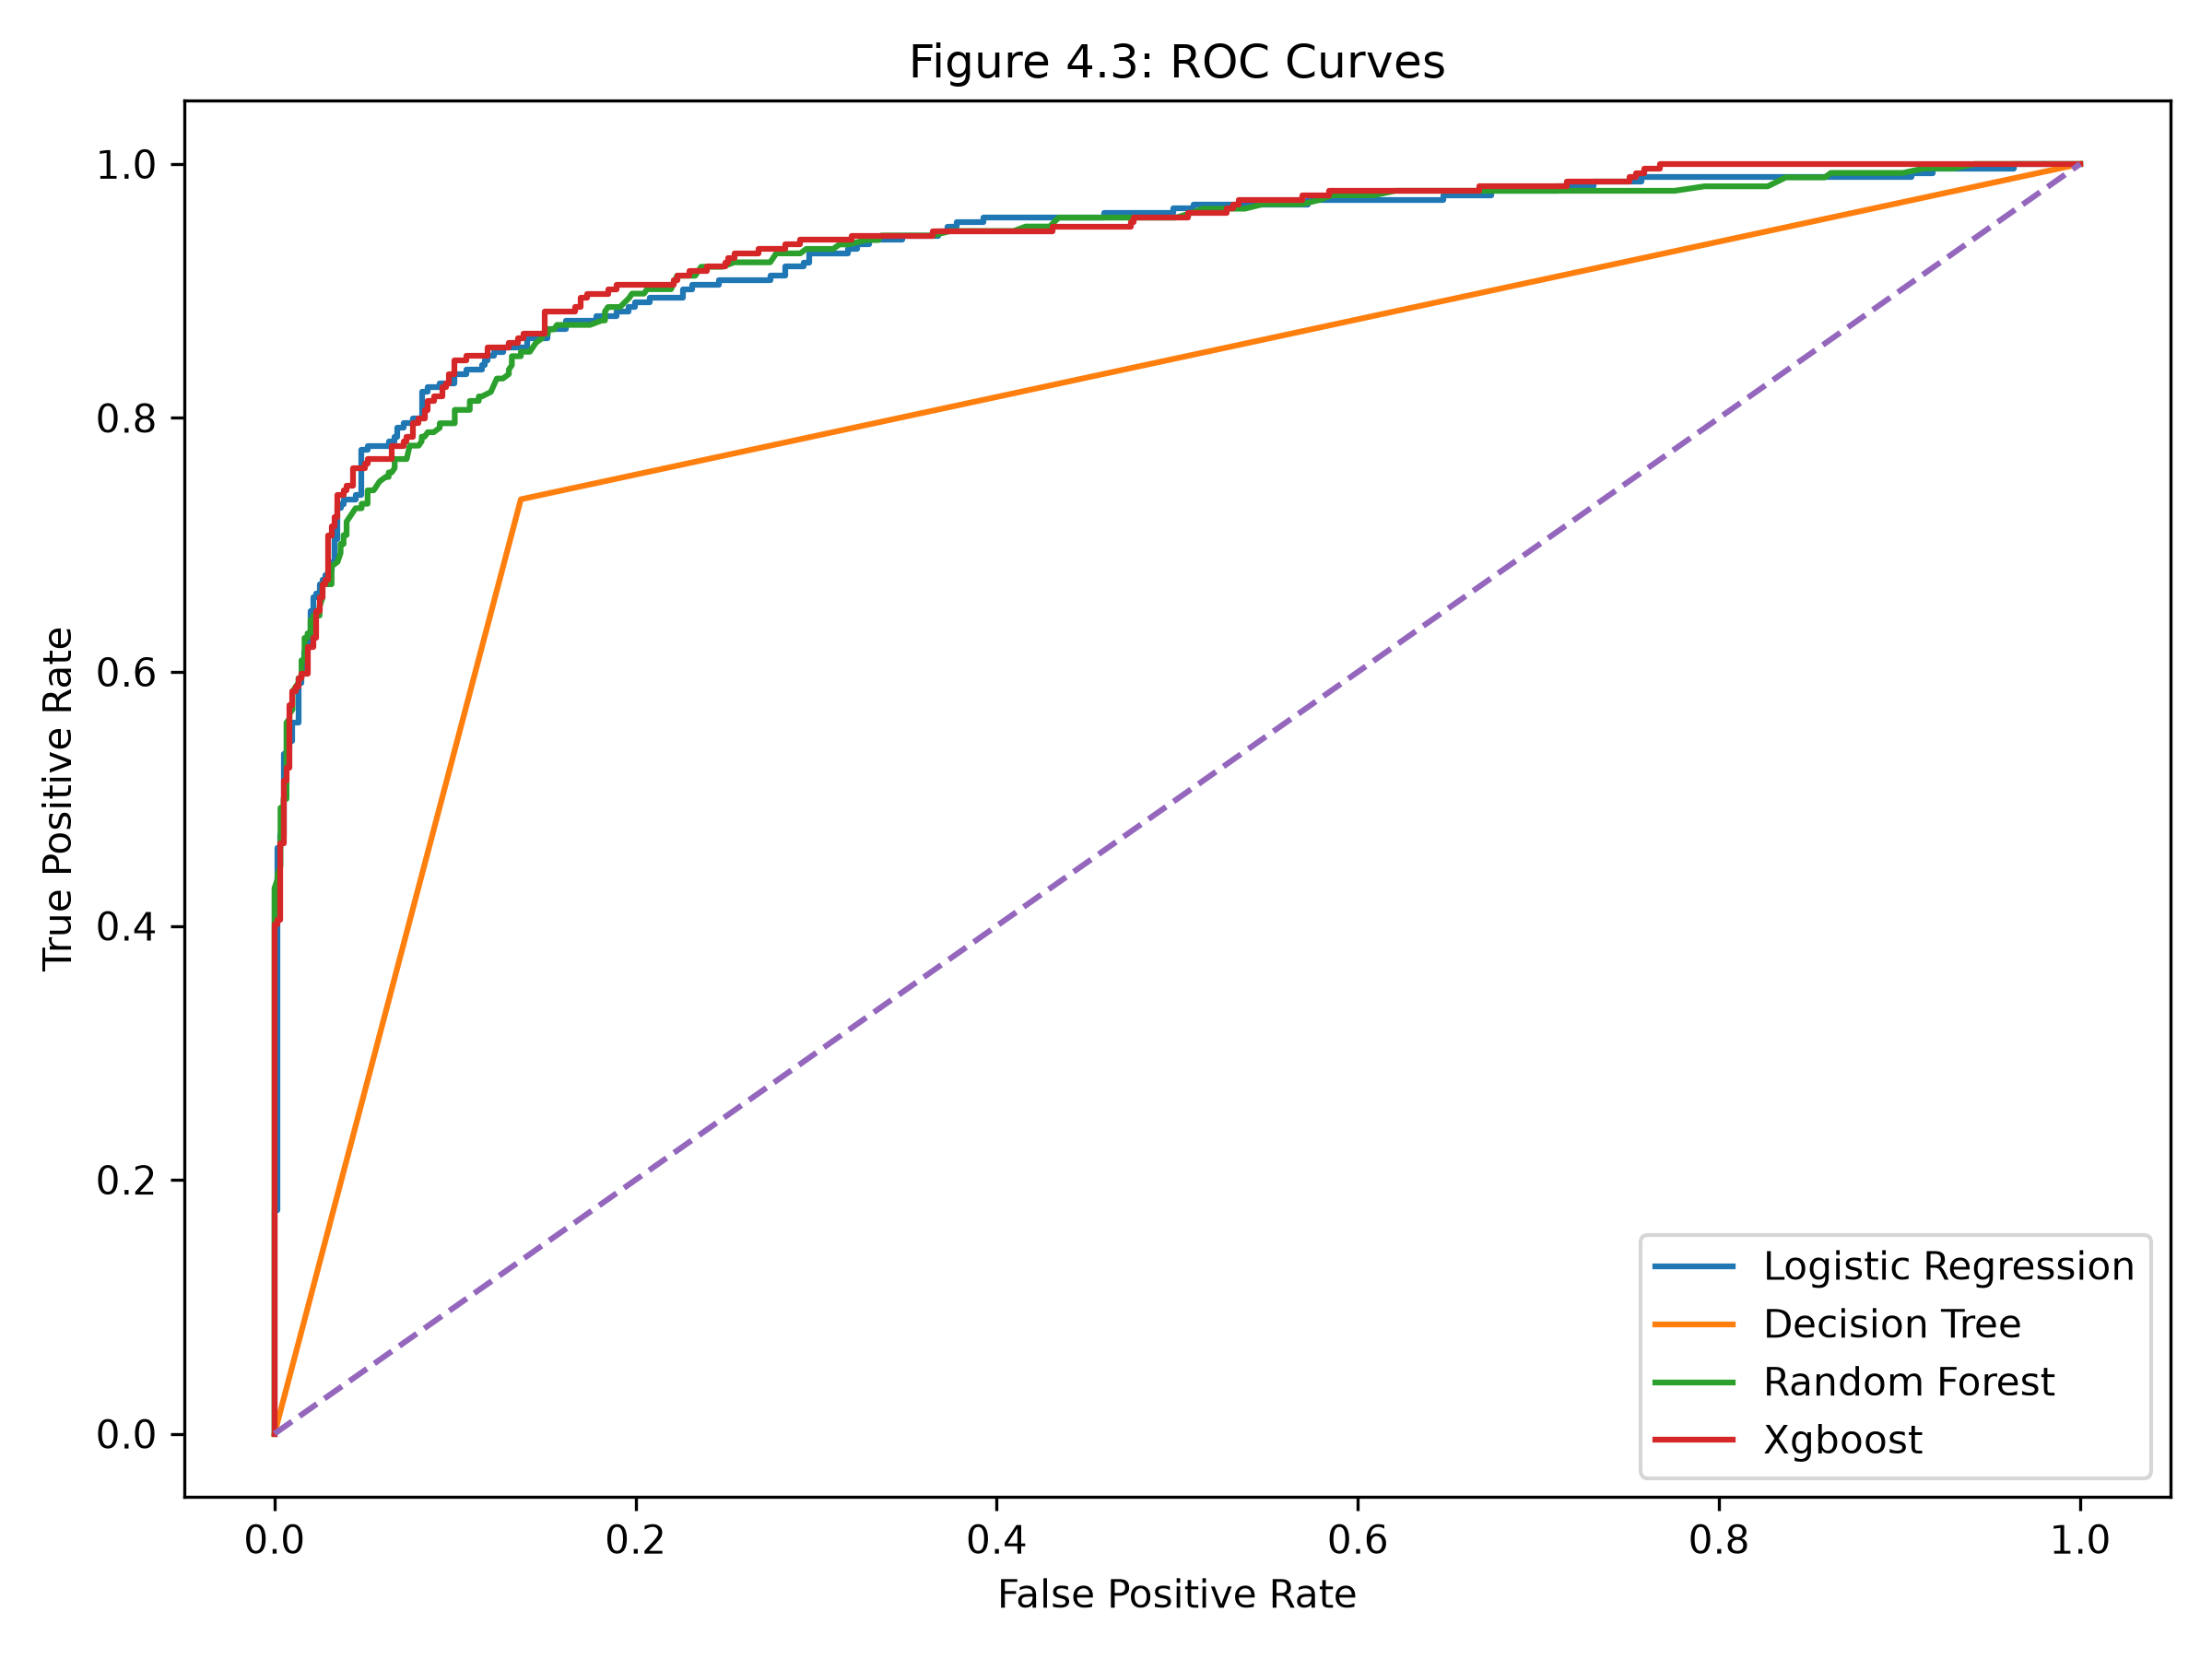 Figure 4.3: ROC Curves
1.0
0.8
0.6
0.4
0.2
0.0
True Positive Rate
0.0 0.2 0.4 0.6 0.8 1.0
False Positive Rate
Logistic Regression
Decision Tree
Random Forest
Xgboost